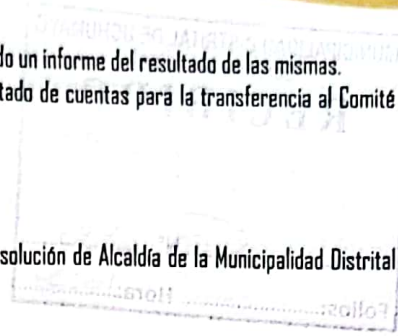 do un informe del resultado de las mismas.
tado de cuentas para la transferencia al Comité
solución de Alcaldía de la Municipalidad Distrital